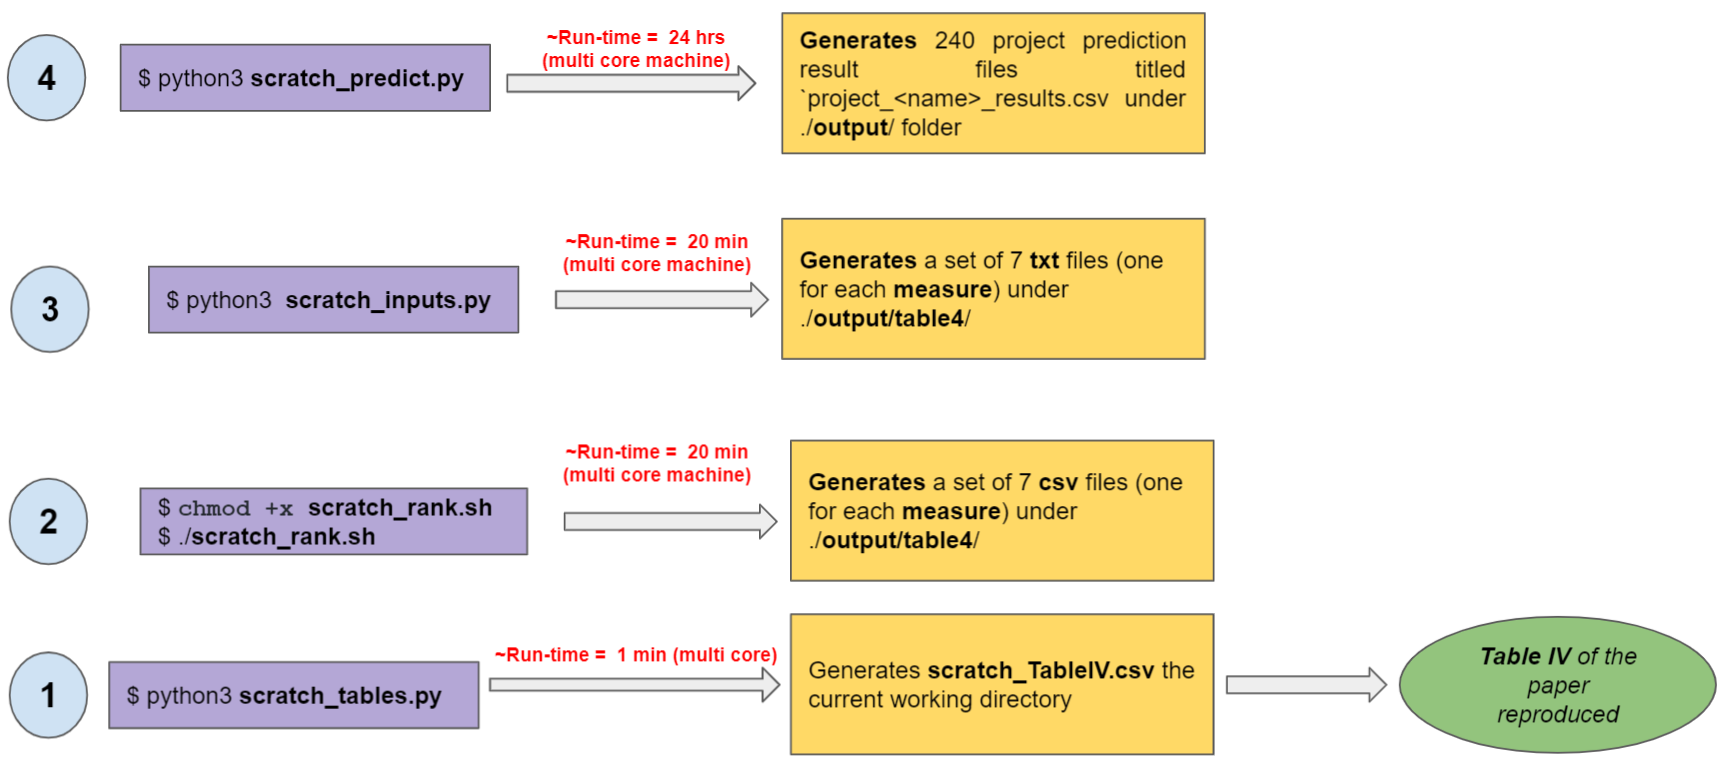 4
$ python3 scratch_predict.py
~Run-time = 24 hrs
(multi core machine)
Generates 240 project prediction
result files titled
`project_<name>_results.csv under
./output/ folder
3
$ python3 scratch_inputs.py
~Run-time = 20 min
(multi core machine)
Generates a set of 7 txt files (one
for each measure) under
./output/table4/
2
$ chmod +x scratch_rank.sh
$ ./scratch_rank.sh
~Run-time = 20 min
(multi core machine)
Generates a set of 7 csv files (one
for each measure) under
./output/table4/
1
$ python3 scratch_tables.py
~Run-time = 1 min (multi core)
Generates scratch_TableIV.csv the
current working directory
Table IV of the
paper
reproduced